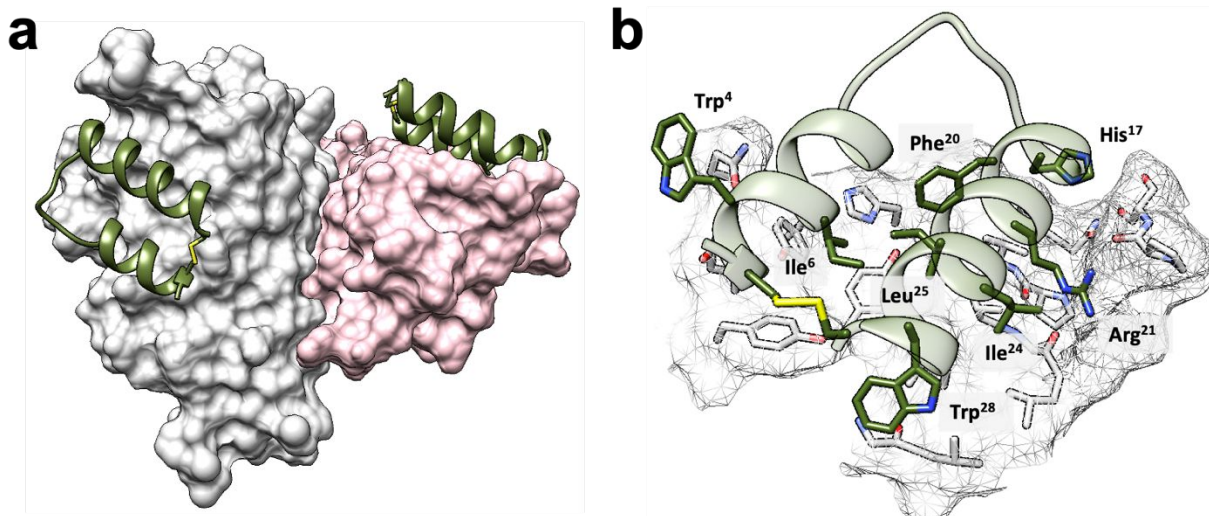 a
b
Trp⁴
Phe²⁰
His¹⁷
Ile⁶
Leu²⁵
Ile²⁴
Arg²¹
Trp²⁸